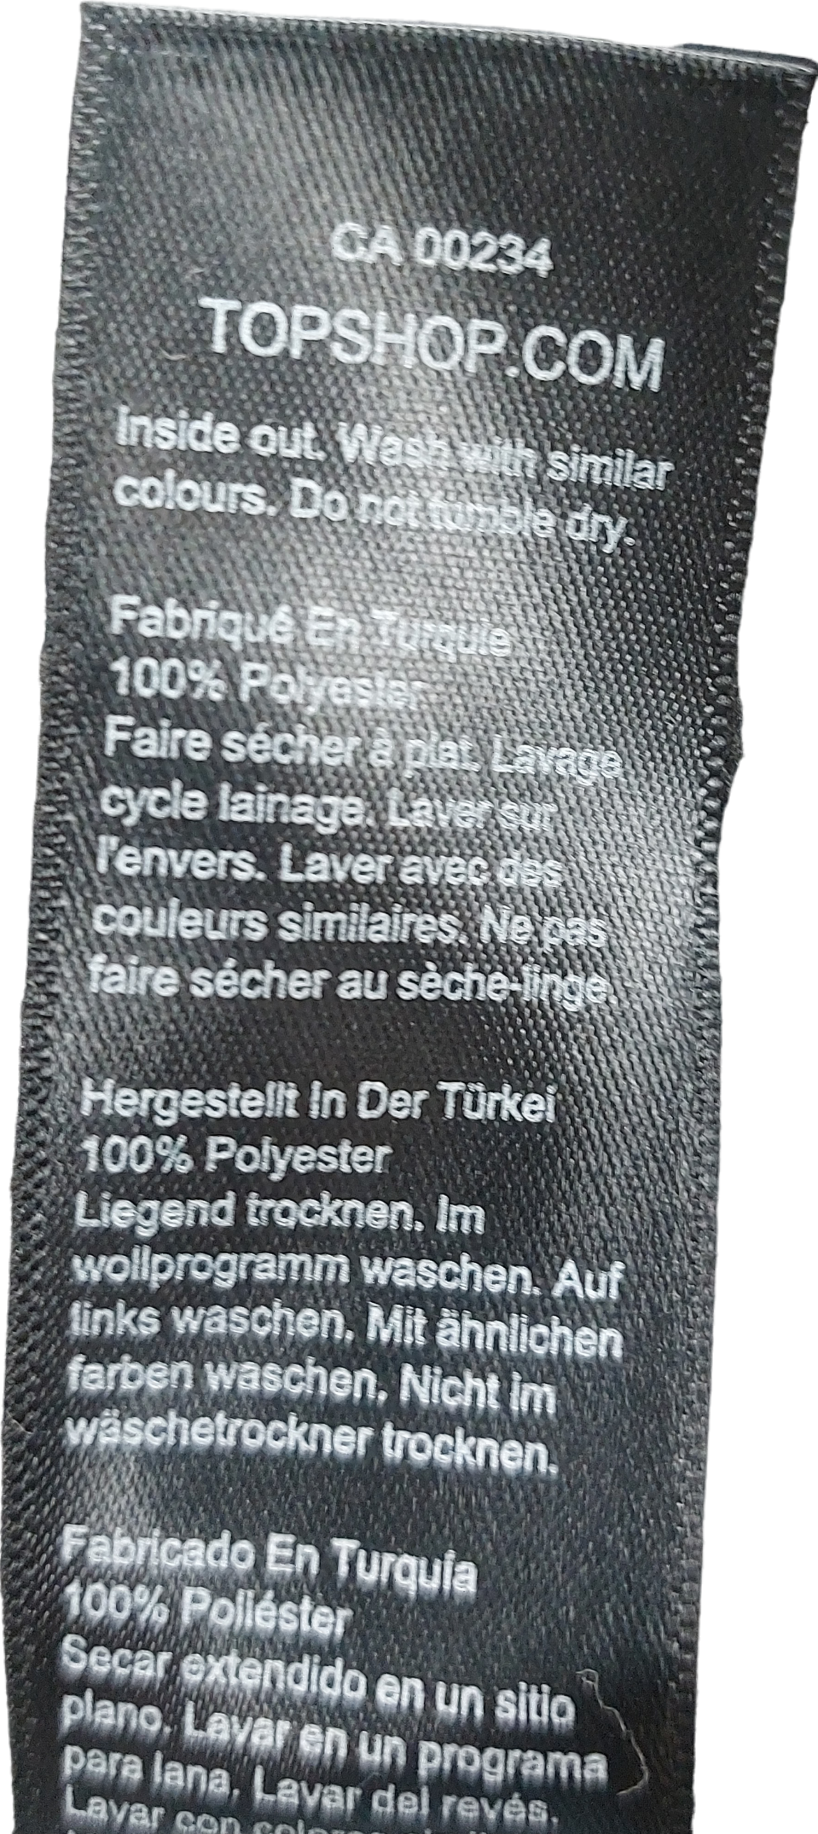 CA 00234
TOPSHOP.COM
Inside out. Wash with similar
colours. Do not tumble dry.
Fabriqué En Turquie
100% Polyester
Faire sécher à plat. Lavage
cycle lainage. Laver sur
l'envers. Laver avec des
couleurs similaires. Ne pas
faire sécher au sèche-linge.
Hergestellt In Der Türkei
100% Polyester
Liegend trocknen. Im
wollprogramm waschen. Auf
links waschen. Mit ähnlichen
farben waschen. Nicht im
wäschetrockner trocknen.
Fabricado En Turquía
100% Poliéster
Secar extendido en un sitio
plano. Lavar en un programa
para lana. Lavar del revés.
Lavar con